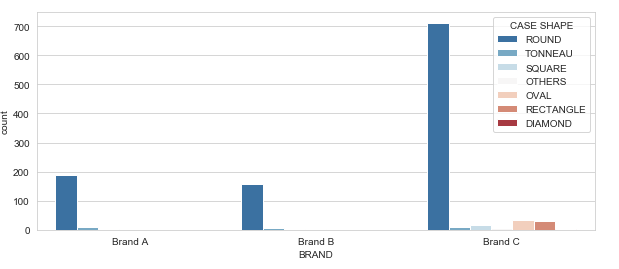 CASE SHAPE
ROUND
TONNEAU
SQUARE
OTHERS
OVAL
RECTANGLE
DIAMOND
700
600
500
400
300
200
100
0
count
Brand A
Brand B
Brand C
BRAND